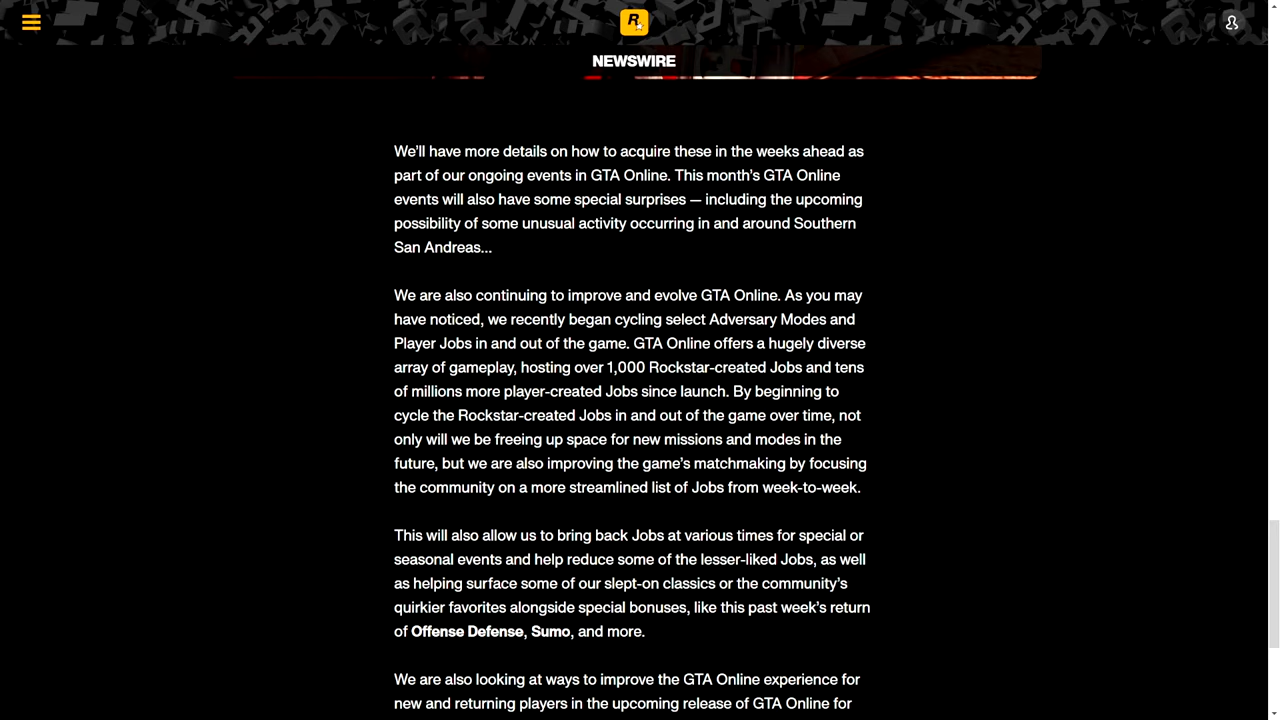 R
NEWSWIRE
We'll have more details on how to acquire these in the weeks ahead as
part of our ongoing events in GTA Online. This month's GTA Online
events will also have some special surprises — including the upcoming
possibility of some unusual activity occurring in and around Southern
San Andreas...
We are also continuing to improve and evolve GTA Online. As you may
have noticed, we recently began cycling select Adversary Modes and
Player Jobs in and out of the game. GTA Online offers a hugely diverse
array of gameplay, hosting over 1,000 Rockstar-created Jobs and tens
of millions more player-created Jobs since launch. By beginning to
cycle the Rockstar-created Jobs in and out of the game over time, not
only will we be freeing up space for new missions and modes in the
future, but we are also improving the game's matchmaking by focusing
the community on a more streamlined list of Jobs from week-to-week.
This will also allow us to bring back Jobs at various times for special or
seasonal events and help reduce some of the lesser-liked Jobs, as well
as helping surface some of our slept-on classics or the community's
quirkier favorites alongside special bonuses, like this past week's return
of Offense Defense, Sumo, and more.
We are also looking at ways to improve the GTA Online experience for
new and returning players in the upcoming release of GTA Online for